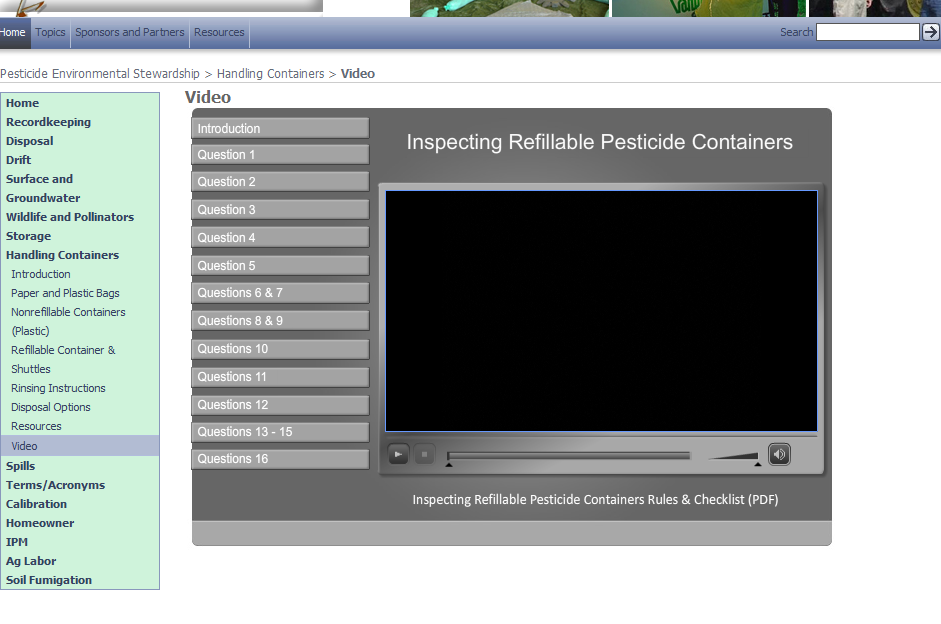 Home Topics Sponsors and Partners Resources Search
Pesticide Environmental Stewardship > Handling Containers > Video
Home
Recordkeeping
Disposal
Drift
Surface and
Groundwater
Wildlife and Pollinators
Storage
Handling Containers
Introduction
Paper and Plastic Bags
Nonrefillable Containers
(Plastic)
Refillable Container &
Shuttles
Rinsing Instructions
Disposal Options
Resources
Video
Spills
Terms/Acronyms
Calibration
Homeowner
IPM
Ag Labor
Soil Fumigation
Video
Introduction
Question 1
Question 2
Question 3
Question 4
Question 5
Questions 6 & 7
Questions 8 & 9
Questions 10
Questions 11
Questions 12
Questions 13 - 15
Questions 16
Inspecting Refillable Pesticide Containers
Inspecting Refillable Pesticide Containers Rules & Checklist (PDF)